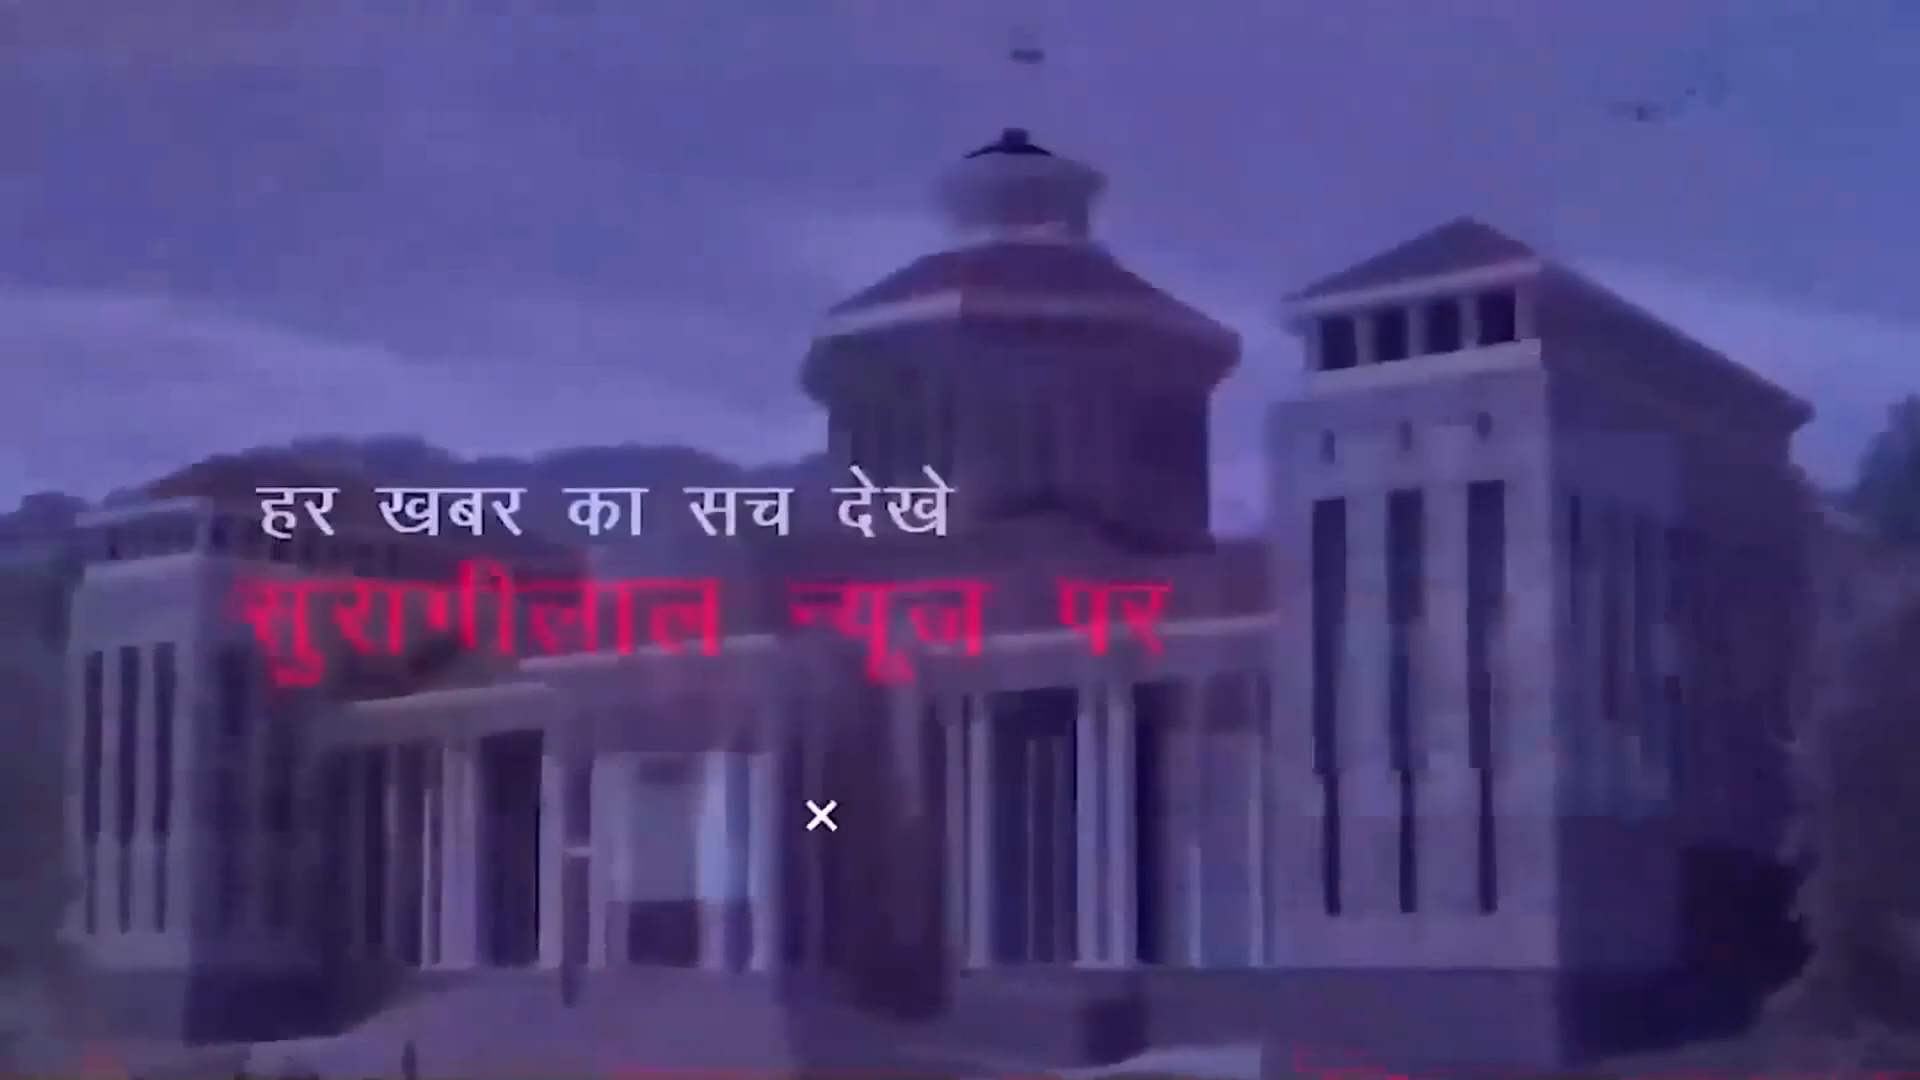 हर खबर का सच देखे
न्यूज पर